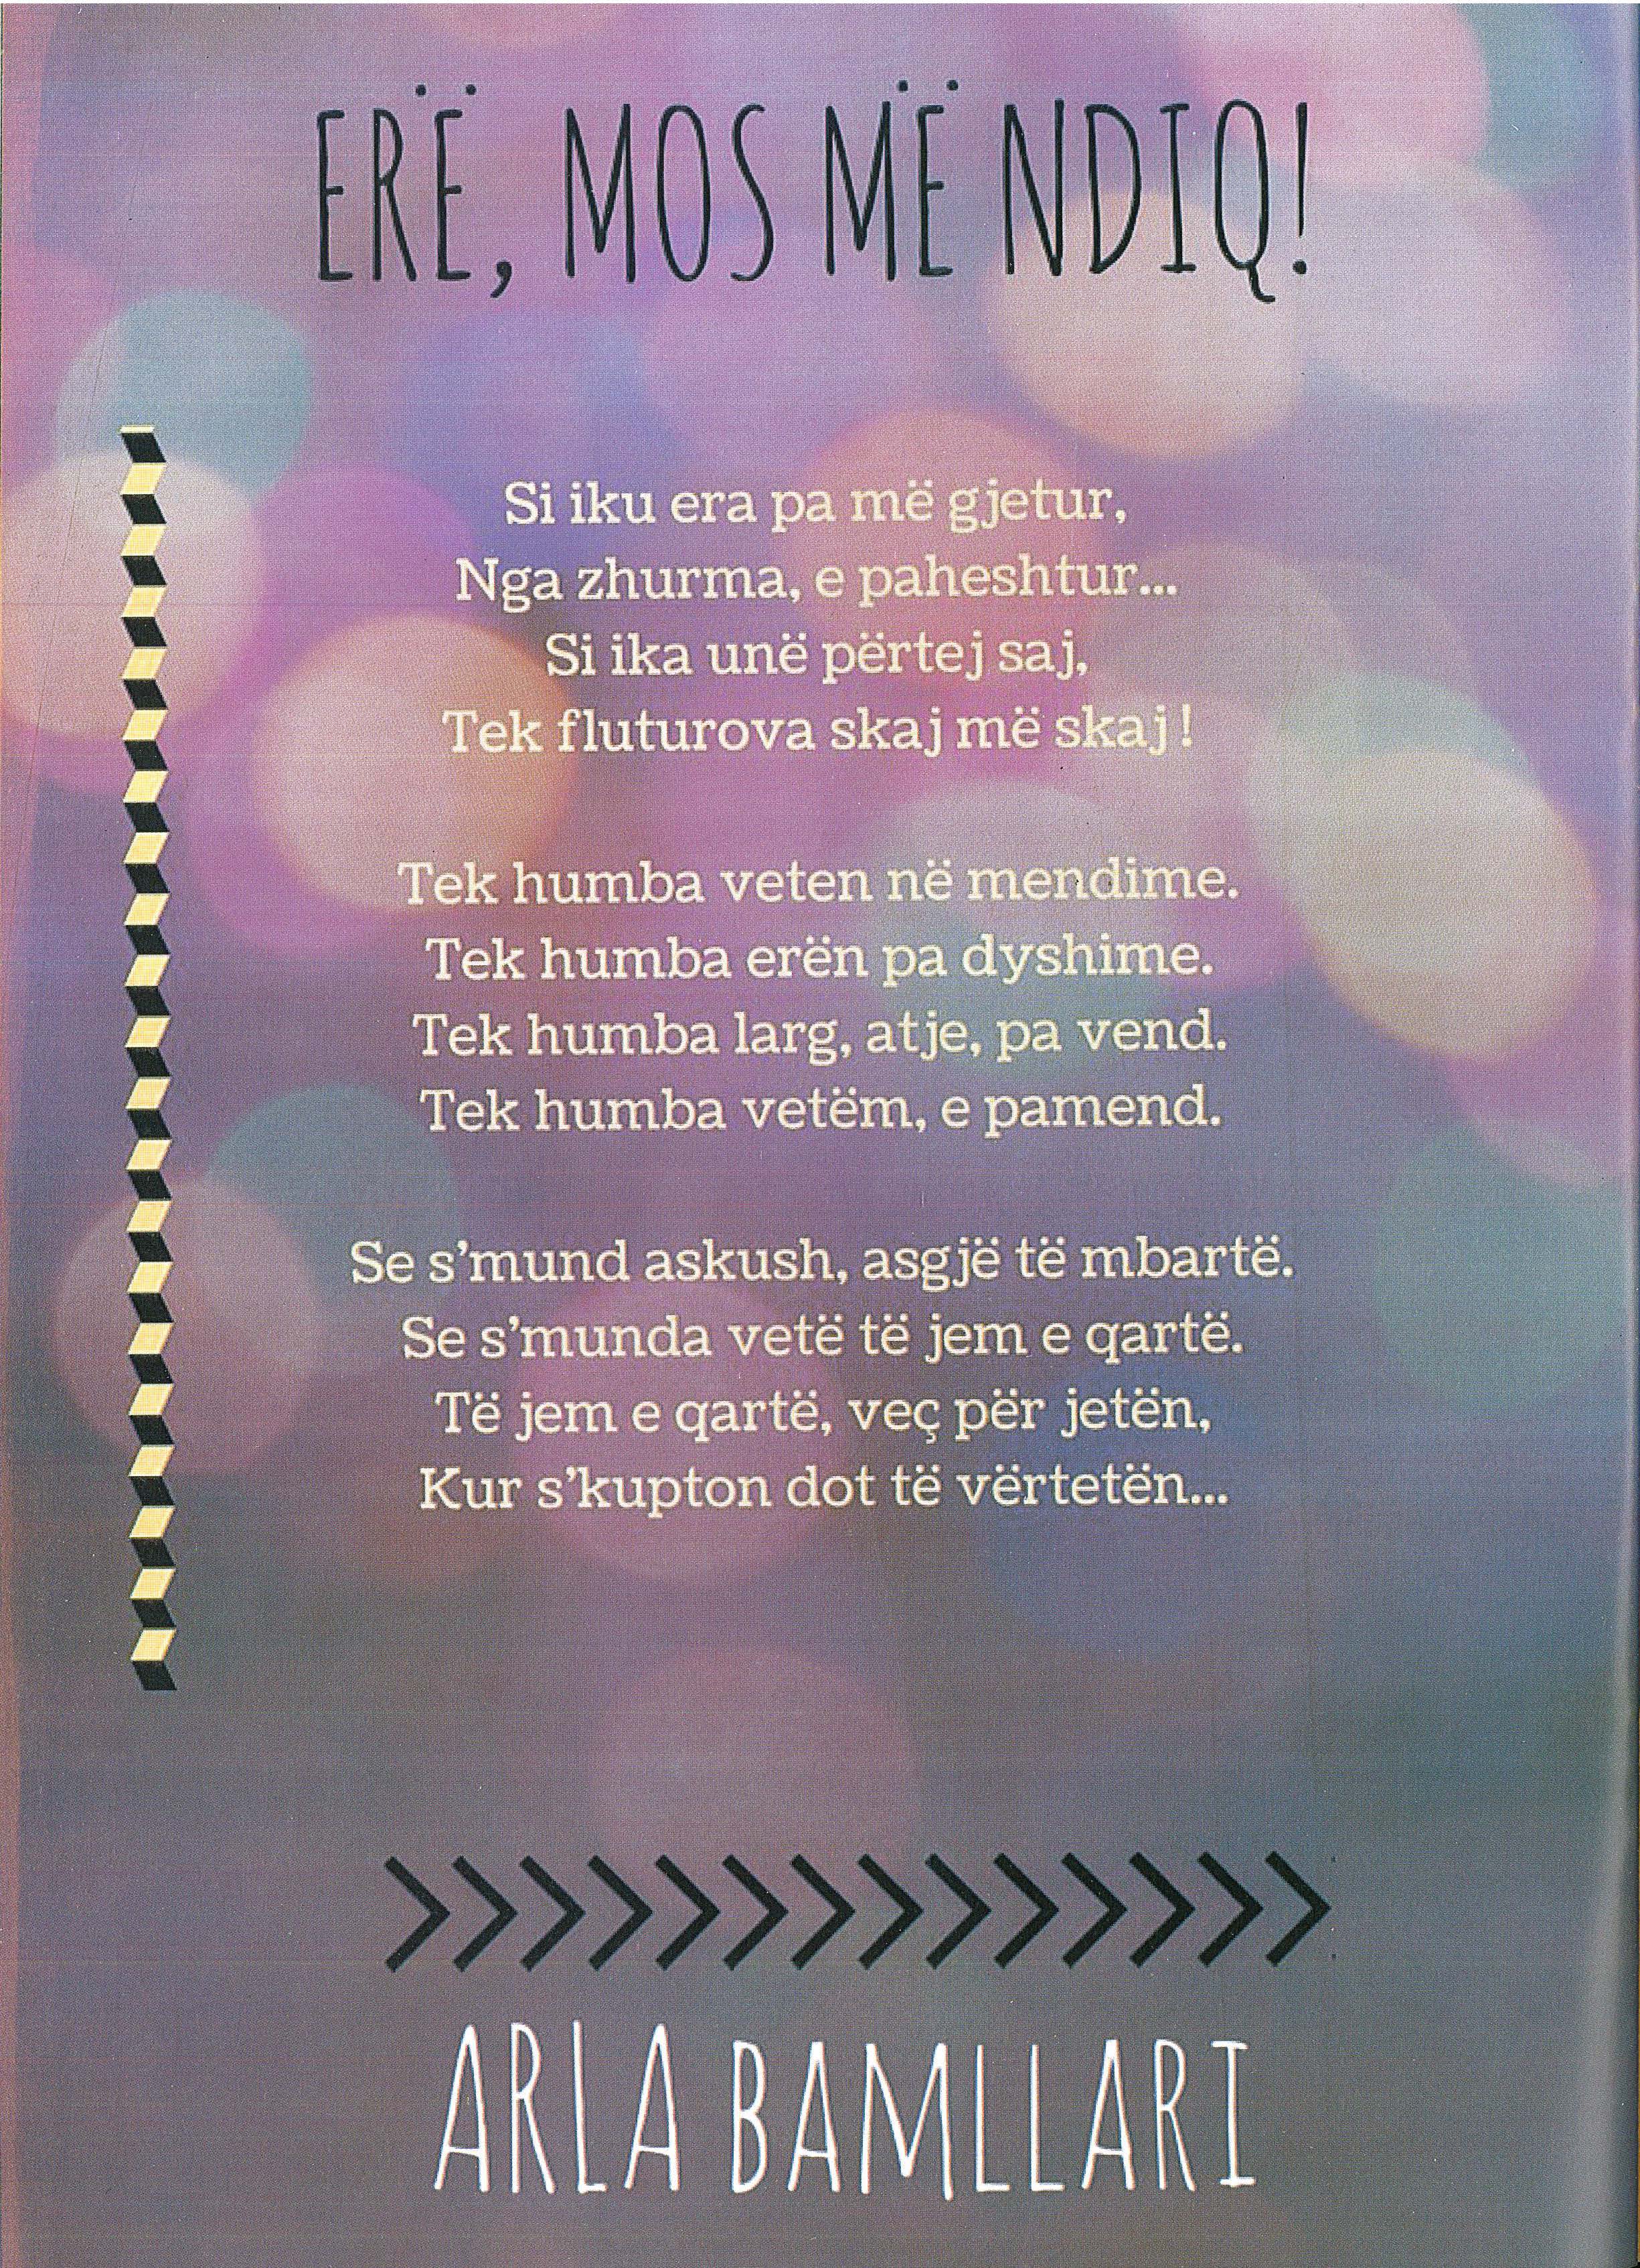 ERË, MOS MË NDIQ!
Si iku era pa më gjetur,
Nga zhurma, e paheshtur...
Si ika unë përtej saj,
Tek fluturova skaj më skaj!
Tek humba veten në mendime.
Tek humba erën pa dyshime.
Tek humba larg, atje, pa vend.
Tek humba vetëm, e pamend.
Se s'mund askush, asgjë të mbartë.
Se s'munda vetë të jem e qartë.
Të jem e qartë, veç për jetën,
Kur s'kupton dot të vërtetën...
ARLA BAMLLARI